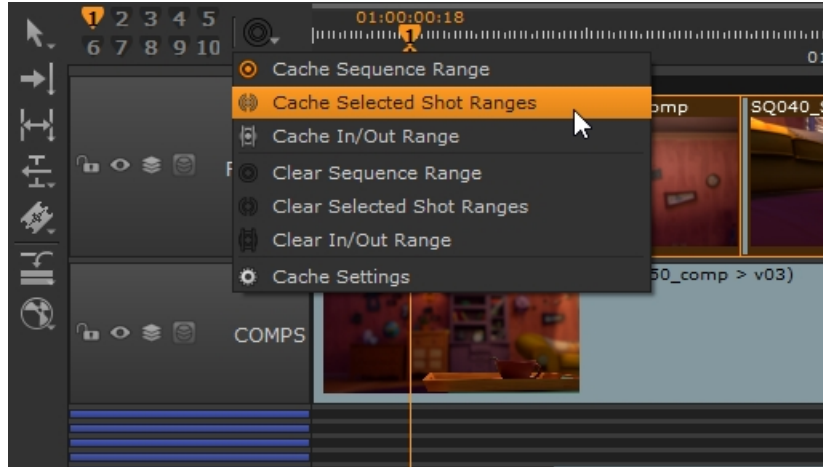 1 2 3 4 5
6 7 8 9 10
01:00:00:18
1
Cache Sequence Range
Cache Selected Shot Ranges
Cache In/Out Range
Clear Sequence Range
Clear Selected Shot Ranges
Clear In/Out Range
Cache Settings
omp
SQ040_
50_comp > v03)
COMPS